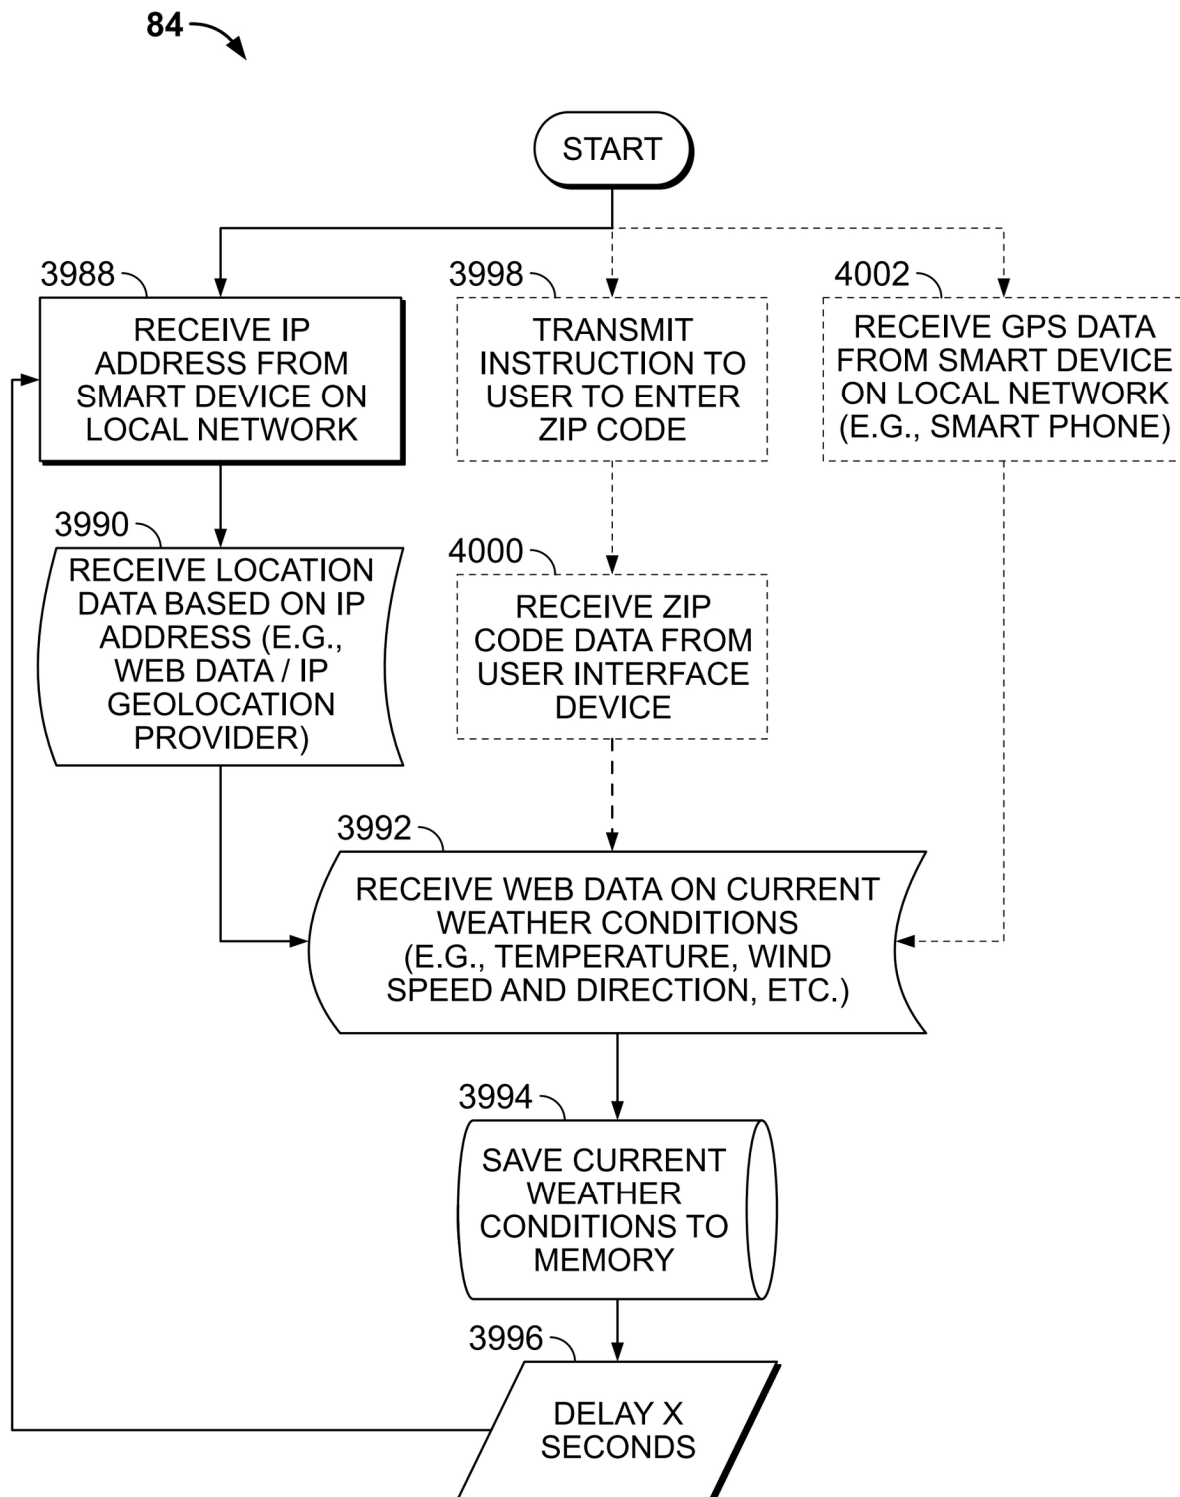 84
START
3988
RECEIVE IP
ADDRESS FROM
SMART DEVICE ON
LOCAL NETWORK
3998
TRANSMIT
INSTRUCTION TO
USER TO ENTER
ZIP CODE
4002
RECEIVE GPS DATA
FROM SMART DEVICE
ON LOCAL NETWORK
(E.G., SMART PHONE)
3990
RECEIVE LOCATION
DATA BASED ON IP
ADDRESS (E.G.,
WEB DATA / IP
GEOLOCATION
PROVIDER)
4000
RECEIVE ZIP
CODE DATA FROM
USER INTERFACE
DEVICE
3992
RECEIVE WEB DATA ON CURRENT
WEATHER CONDITIONS
(E.G., TEMPERATURE, WIND
SPEED AND DIRECTION, ETC.)
3994
SAVE CURRENT
WEATHER
CONDITIONS TO
MEMORY
3996
DELAY X
SECONDS